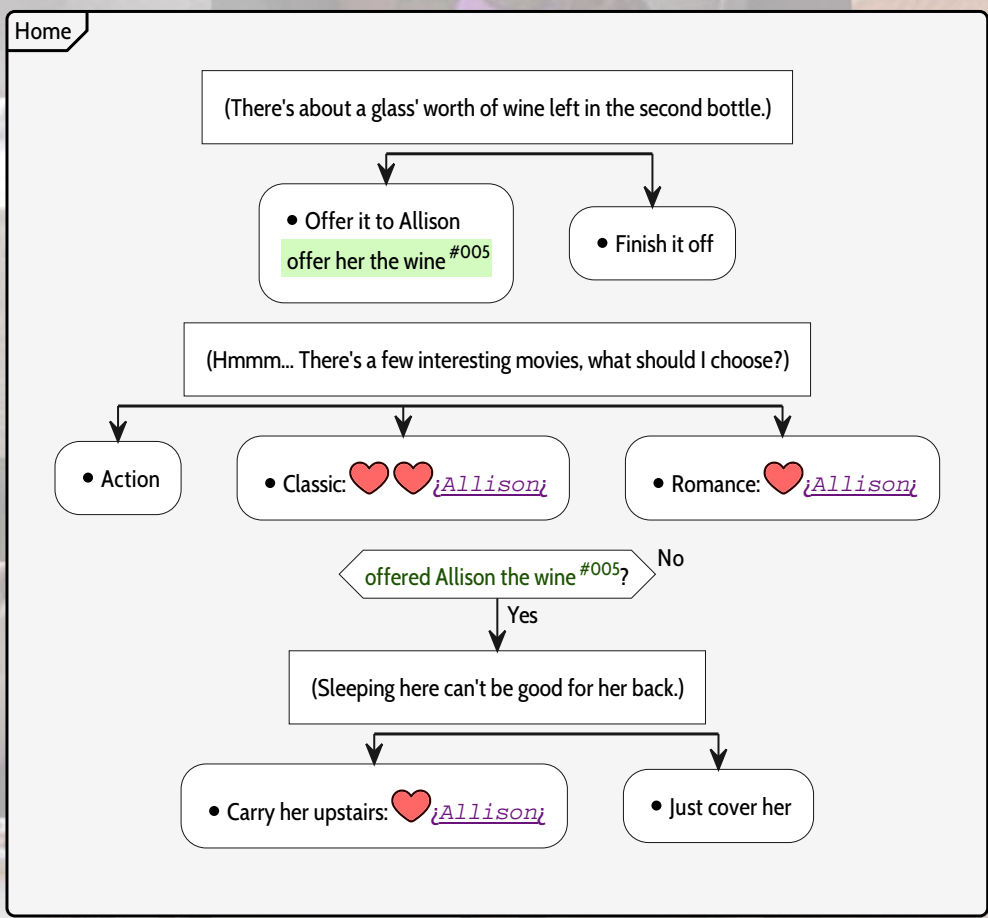 Home
(There's about a glass' worth of wine left in the second bottle.)
• Offer it to Allison
offer her the wine #005
• Finish it off
(Hmmm... There's a few interesting movies, what should I choose?)
• Action
• Classic: ¿Allison¿
• Romance: ¿Allison¿
offered Allison the wine #005?
No
Yes
(Sleeping here can't be good for her back.)
• Carry her upstairs: ¿Allison¿
• Just cover her